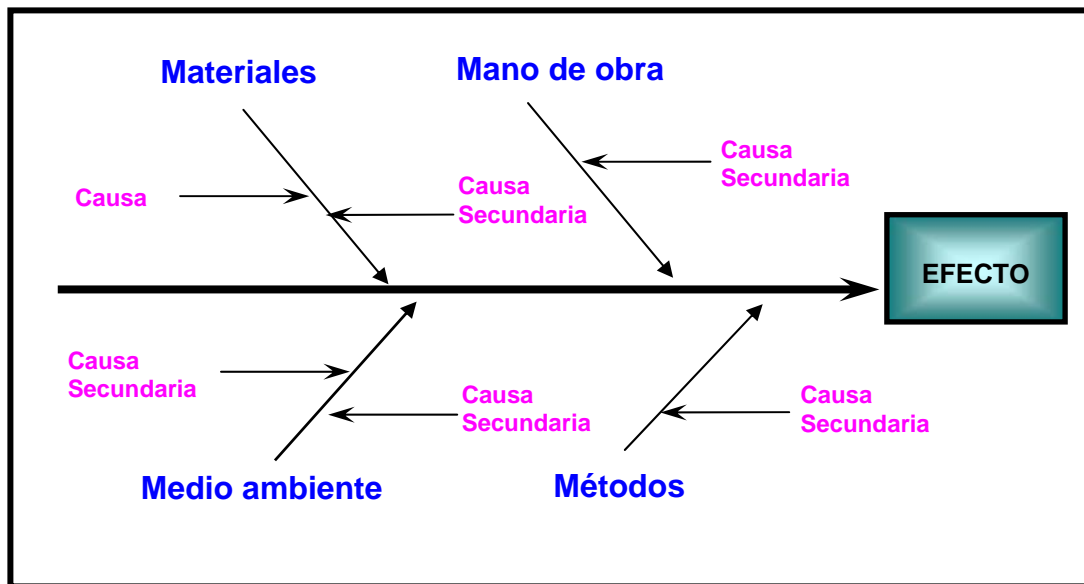 Materiales
Mano de obra
Causa
Secundaria
Causa
Causa
Secundaria
EFECTO
Causa
Secundaria
Causa
Secundaria
Causa
Secundaria
Medio ambiente
Métodos